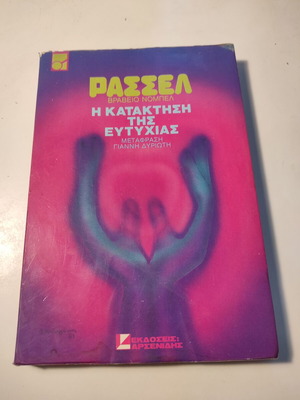 ΡΑΣΣΕΛ
ΒΡΑΒΕΙΟ ΝΟΜΠΕΛ
Η ΚΑΤΑΚΤΗΣΗ
ΤΗΣ
ΕΥΤΥΧΙΑΣ
ΜΕΤΑΦΡΑΣΗ
ΓΙΑΝΝΗ ΔΥΡΙΩΤΗ
ΕΚΔΟΣΕΙΣ:
ΑΡΣΕΝΙΔΗΣ